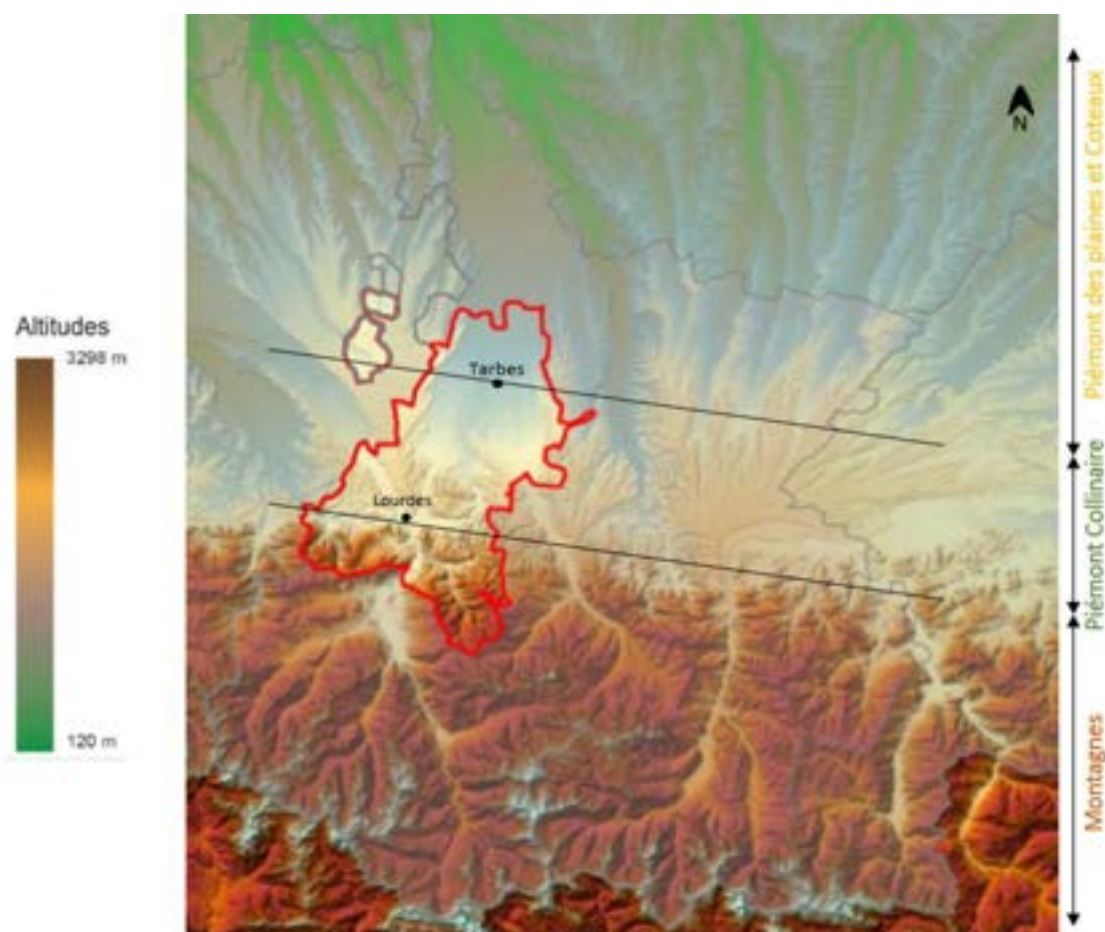 N
Altitudes
3298 m
120 m
Tarbes
Lourdes
Piémont des plaines et Coteaux
Piémont Collinaire
Montagnes